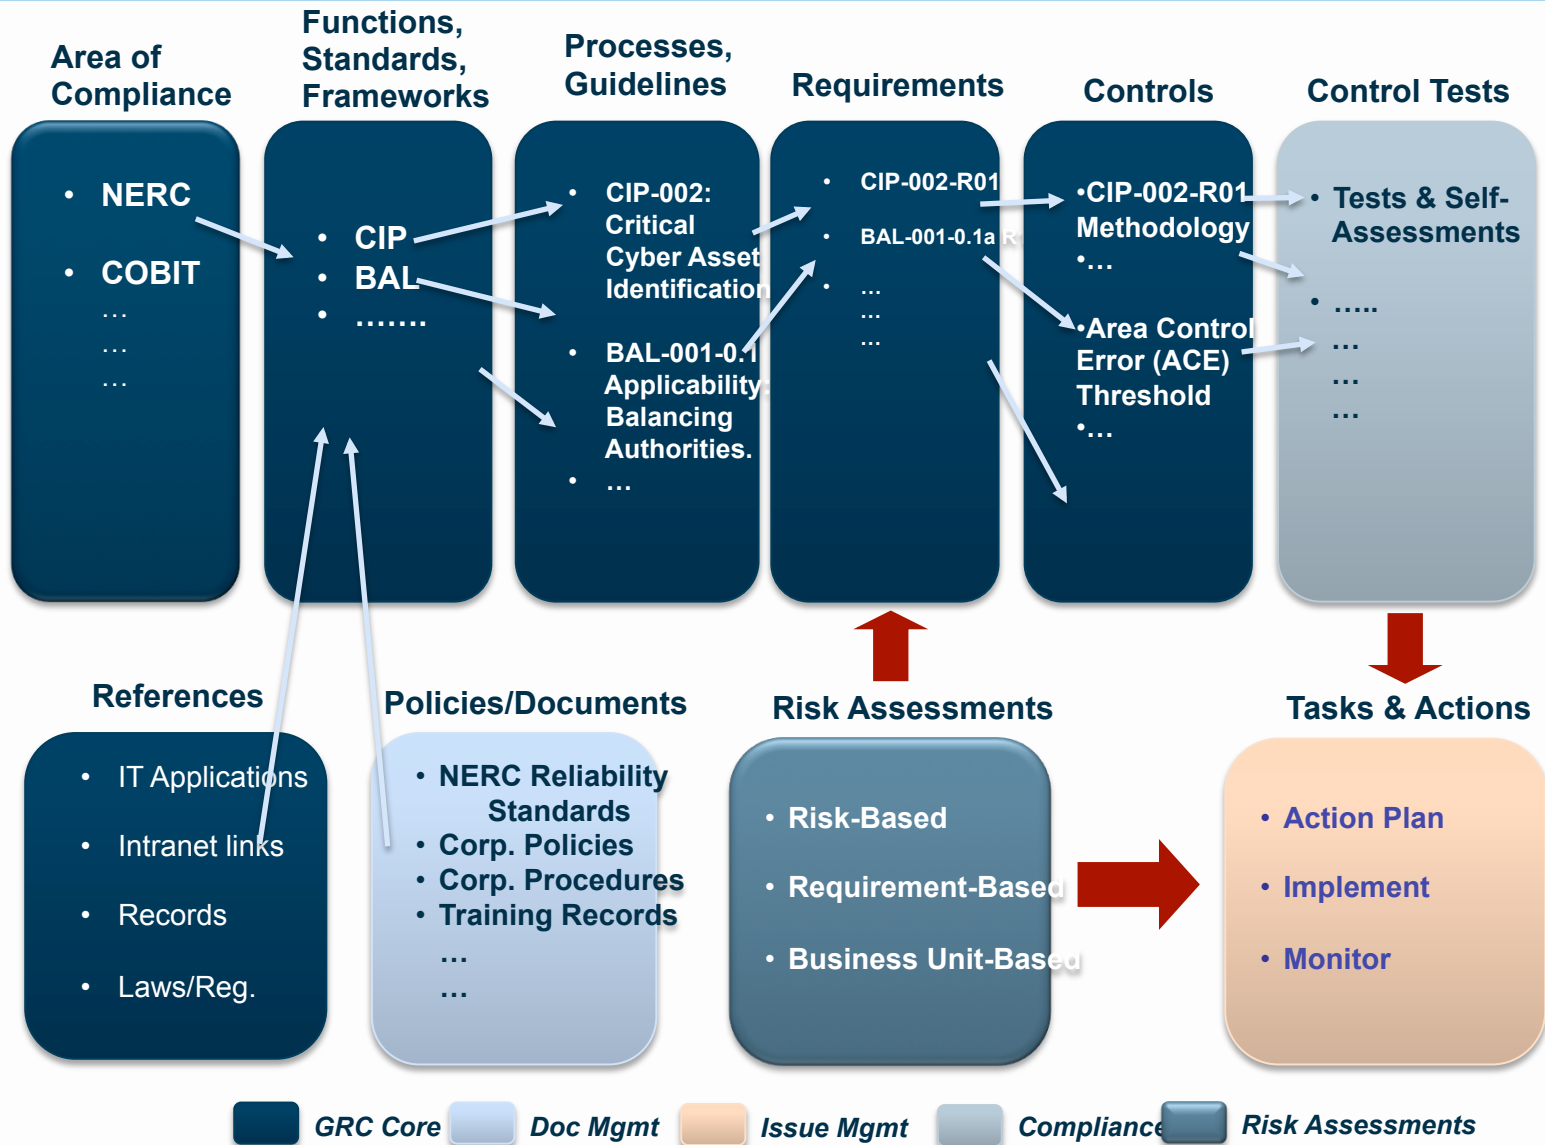 Area of
Compliance
Functions,
Standards,
Frameworks
Processes,
Guidelines
Requirements
Controls
Control Tests
• NERC
• COBIT
…
…
…
• CIP
• BAL
• …….
• CIP-002:
Critical
Cyber Asset
Identification
• BAL-001-0.1
Applicability:
Balancing
Authorities.
• …
• CIP-002-R01
• BAL-001-0.1a R
• …
…
…
•CIP-002-R01
Methodology
•…
•Area Control
Error (ACE)
Threshold
•…
• Tests & Self-
Assessments
• …..
…
…
…
References
• IT Applications
• Intranet links
• Records
• Laws/Reg.
Policies/Documents
• NERC Reliability
Standards
• Corp. Policies
• Corp. Procedures
• Training Records
…
…
Risk Assessments
• Risk-Based
• Requirement-Based
• Business Unit-Based
Tasks & Actions
• Action Plan
• Implement
• Monitor
GRC Core
Doc Mgmt
Issue Mgmt
Compliance
Risk Assessments